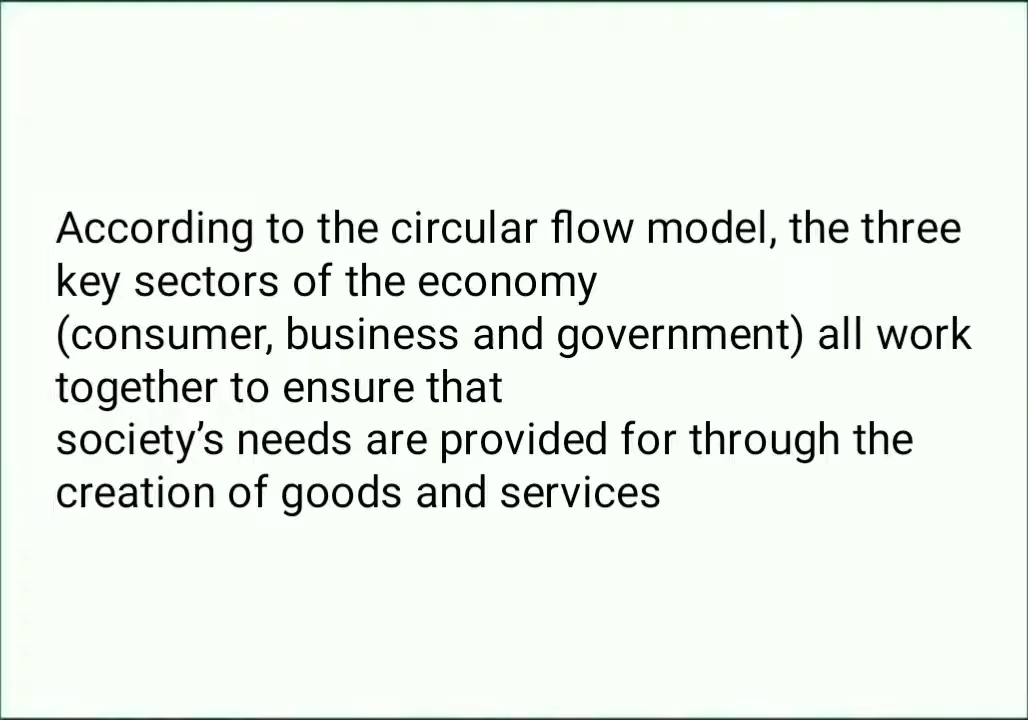 According to the circular flow model, the three
key sectors of the economy
(consumer, business and government) all work
together to ensure that
society’s needs are provided for through the
creation of goods and services